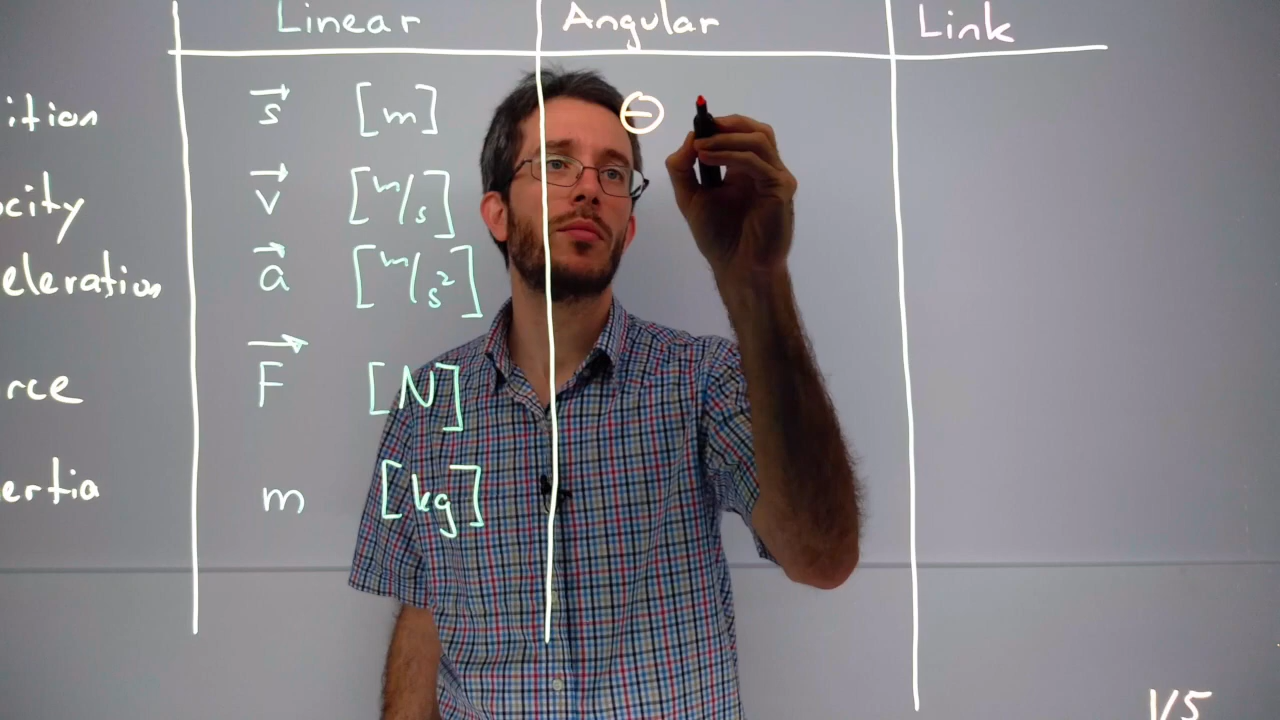 Linear Angular Link
ition s⃗ [m] Θ
ocity v⃗ [m/s]
eleration a⃗ [m/s²]
rce F⃗ [N]
ertia m [kg]
V5